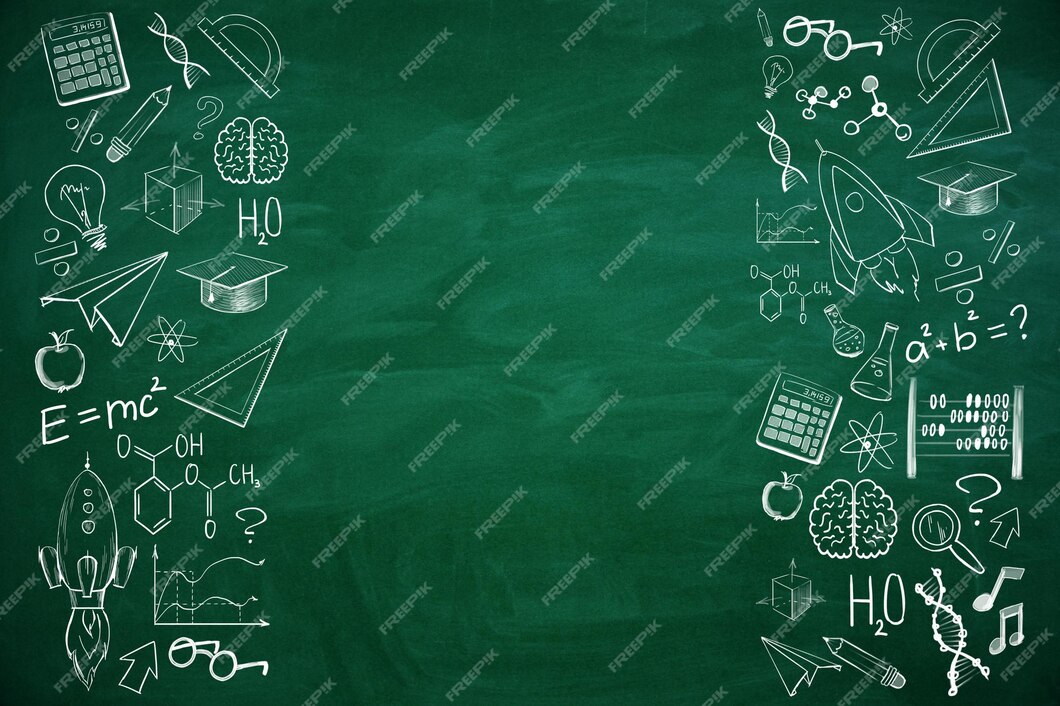 3.14159
H₂O
E=mc²
O OH
O CH₃
O
?
?
O OH
O CH₃
O
a²+b²=?
3.14159
?
H₂O
FREEPIK